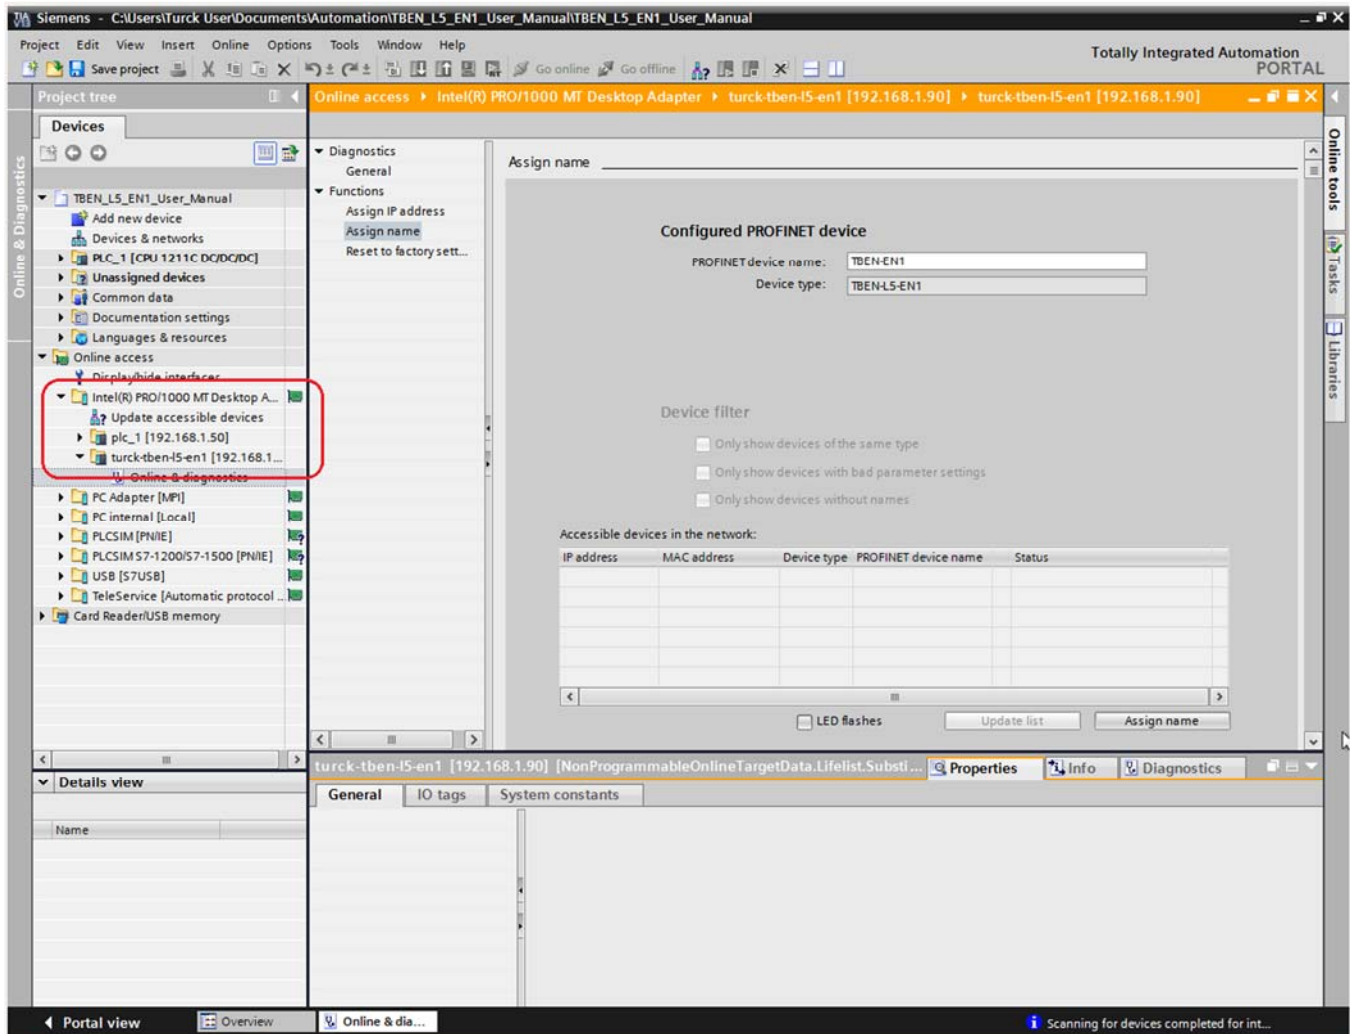 Siemens - C:\Users\Turck User\Documents\Automation\TBEN_L5_EN1_User_Manual\TBEN_L5_EN1_User_Manual
Project Edit View Insert Online Options Tools Window Help
Totally Integrated Automation
PORTAL
Save project
Go online Go offline
Project tree
Online access ▸ Intel(R) PRO/1000 MT Desktop Adapter ▸ turck-tben-l5-en1 [192.168.1.90] ▸ turck-tben-l5-en1 [192.168.1.90]
Devices
Online & Diagnostics
TBEN_L5_EN1_User_Manual
Add new device
Devices & networks
PLC_1 [CPU 1211C DC/DC/DC]
Unassigned devices
Common data
Documentation settings
Languages & resources
Online access
Display/hide interfaces
Intel(R) PRO/1000 MT Desktop A...
Update accessible devices
plc_1 [192.168.1.50]
turck-tben-l5-en1 [192.168.1...
Online & diagnostics
PC Adapter [MPI]
PC internal [Local]
PLCSIM [PN/IE]
PLCSIM S7-1200/S7-1500 [PN/IE]
USB [S7USB]
TeleService [Automatic protocol ...
Card Reader/USB memory
Diagnostics
General
Functions
Assign IP address
Assign name
Reset to factory sett...
Assign name
Configured PROFINET device
PROFINET device name: TBEN-EN1
Device type: TBEN-L5-EN1
Device filter
Only show devices of the same type
Only show devices with bad parameter settings
Only show devices without names
Accessible devices in the network:
IP address MAC address Device type PROFINET device name Status
LED flashes Update list Assign name
Online tools
Tasks
Libraries
Details view
Name
turck-tben-l5-en1 [192.168.1.90] [NonProgrammableOnlineTargetData.Lifelist.Substi...
Properties Info Diagnostics
General IO tags System constants
Portal view Overview Online & dia...
Scanning for devices completed for int...